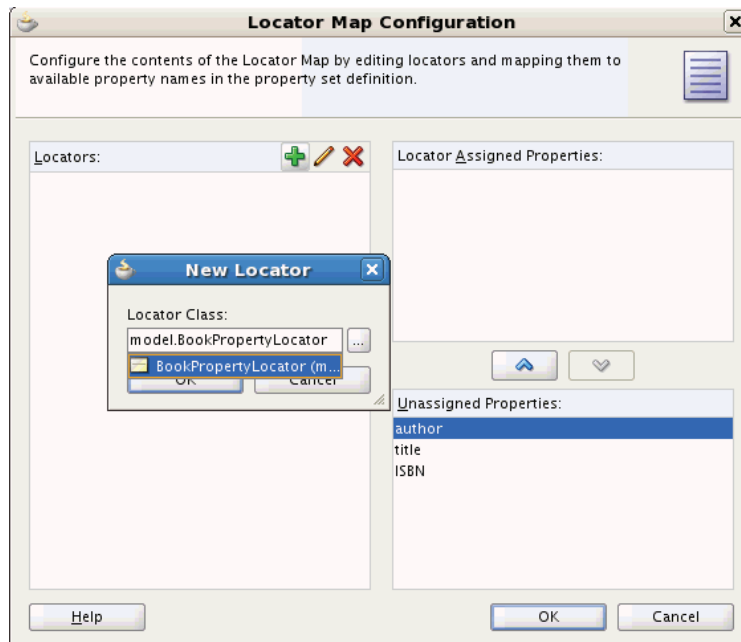 Locator Map Configuration
Configure the contents of the Locator Map by editing locators and mapping them to
available property names in the property set definition.
Locators:
Locator Assigned Properties:
New Locator
Locator Class:
model.BookPropertyLocator
...
BookPropertyLocator (m...
OK
Cancel
Unassigned Properties:
author
title
ISBN
Help
OK
Cancel